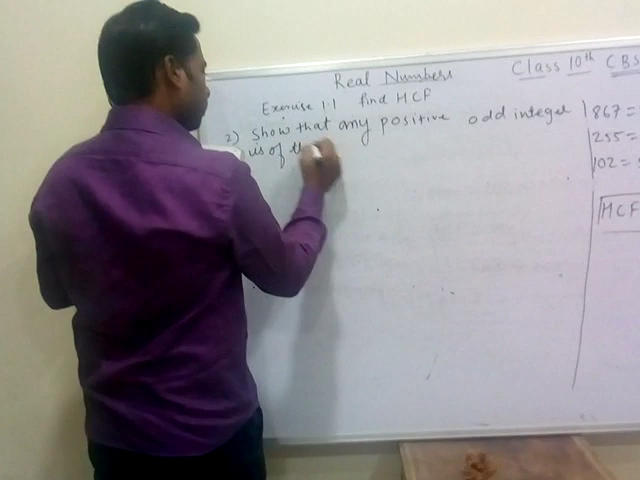 Real Numbers
Class 10th CBS
Exercise 1.1 find HCF
2) Show that any positive odd integer
is of th
867 =
255 =
102 =
HCF